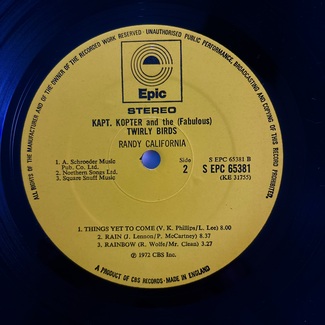 ALL RIGHTS OF THE MANUFACTURER AND OF THE OWNER OF THE RECORDED WORK RESERVED · UNAUTHORISED PUBLIC PERFORMANCE, BROADCASTING AND COPYING OF THIS RECORD PROHIBITED.
Epic
STEREO
KAPT. KOPTER and the (Fabulous)
TWIRLY BIRDS
RANDY CALIFORNIA
1. A. Schroeder Music
Pub. Co. Ltd.
2. Northern Songs Ltd.
3. Square Snuff Music
Side
2
S EPC 65381 B
S EPC 65381
(KE 31755)
1. THINGS YET TO COME (V. K. Phillips/L. Lee) 8.00
2. RAIN (J. Lennon/P. McCartney) 8.37
3. RAINBOW (R. Wolfe/Mr. Clean) 3.27
℗ 1972 CBS Inc.
A PRODUCT OF CBS RECORDS · MADE IN ENGLAND